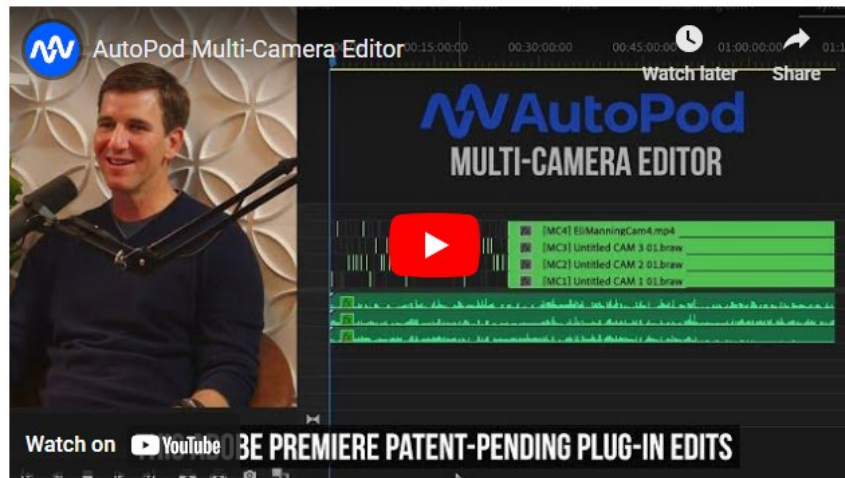 AutoPod Multi-Camera Editor
00:15:00:00
00:30:00:00
00:45:00:00
01:00:00:00
Watch later
Share
AutoPod
MULTI-CAMERA EDITOR
[MC4] EliManningCam4.mp4
[MC3] Untitled CAM 3 01.braw
[MC2] Untitled CAM 2 01.braw
[MC1] Untitled CAM 1 01.braw
Watch on YouTube
BE PREMIERE PATENT-PENDING PLUG-IN EDITS